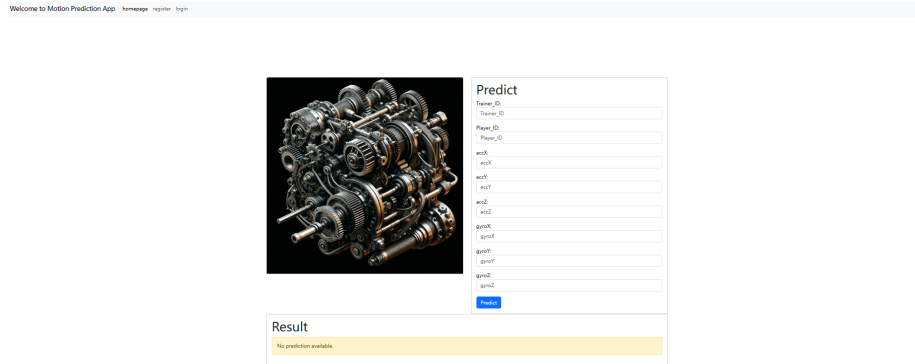 Welcome to Motion Prediction App homepage register login
Predict
Trainer_ID:
Trainer_ID
Player_ID:
Player_ID
accX:
accX
accY:
accY
accZ:
accZ
gyroX:
gyroX
gyroY:
gyroY
gyroZ:
gyroZ
Predict
Result
No prediction available.